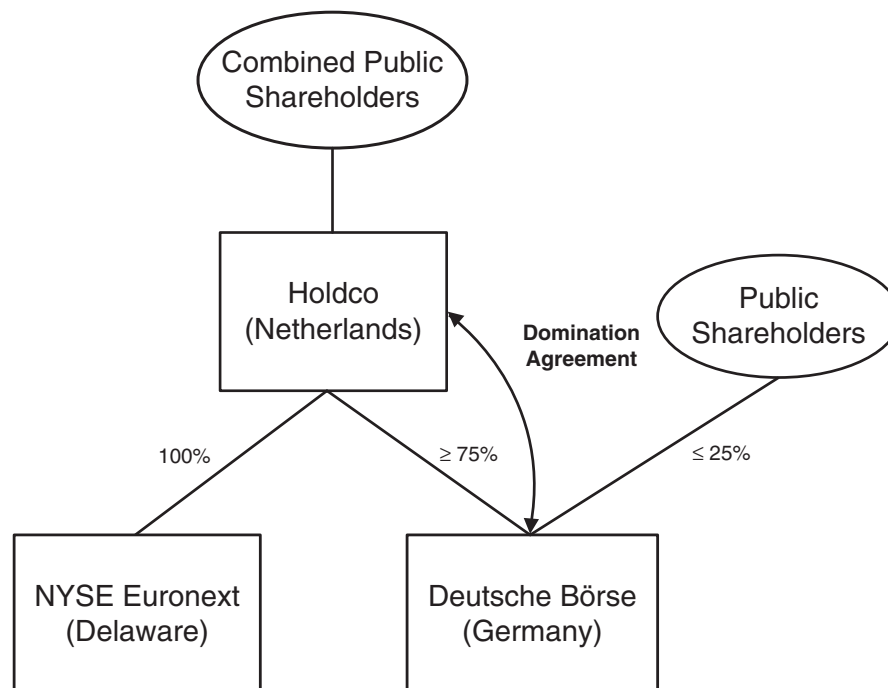 Combined Public
Shareholders
Holdco
(Netherlands)
Domination
Agreement
Public
Shareholders
100%
≥ 75%
≤ 25%
NYSE Euronext
(Delaware)
Deutsche Börse
(Germany)